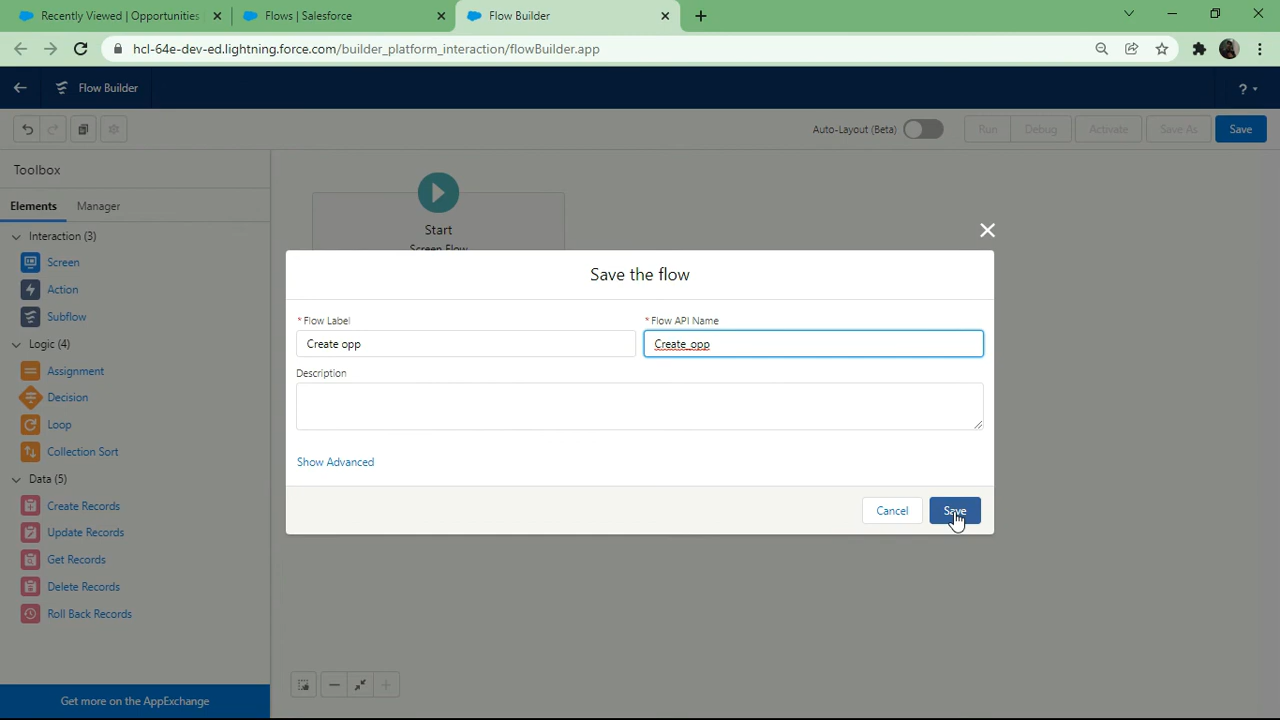 Recently Viewed | Opportunities
Flows | Salesforce
Flow Builder
hcl-64e-dev-ed.lightning.force.com/builder_platform_interaction/flowBuilder.app
Flow Builder
?
Auto-Layout (Beta)
Run
Debug
Activate
Save As
Save
Toolbox
Elements
Manager
Interaction (3)
Screen
Action
Subflow
Logic (4)
Assignment
Decision
Loop
Collection Sort
Data (5)
Create Records
Update Records
Get Records
Delete Records
Roll Back Records
Get more on the AppExchange
Start
Screen Flow
Save the flow
* Flow Label
* Flow API Name
Create opp
Create_opp
Description
Show Advanced
Cancel
Save